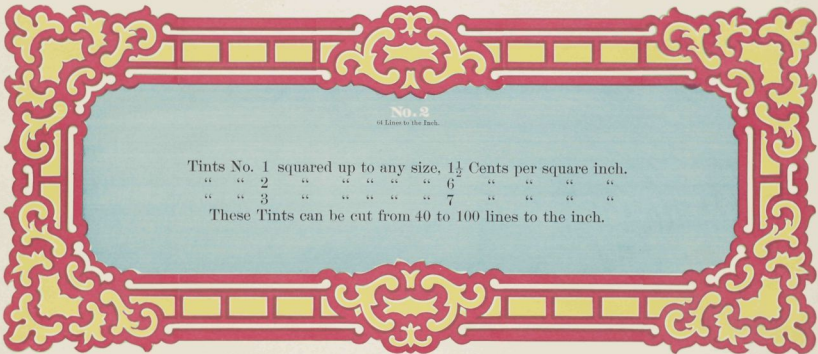 No. 2
64 Lines to the Inch.
Tints No. 1 squared up to any size, 1½ Cents per square inch.
“ “ 2 “ “ “ “ “ 6 “ “ “ “
“ “ 3 “ “ “ “ “ 7 “ “ “ “
These Tints can be cut from 40 to 100 lines to the inch.